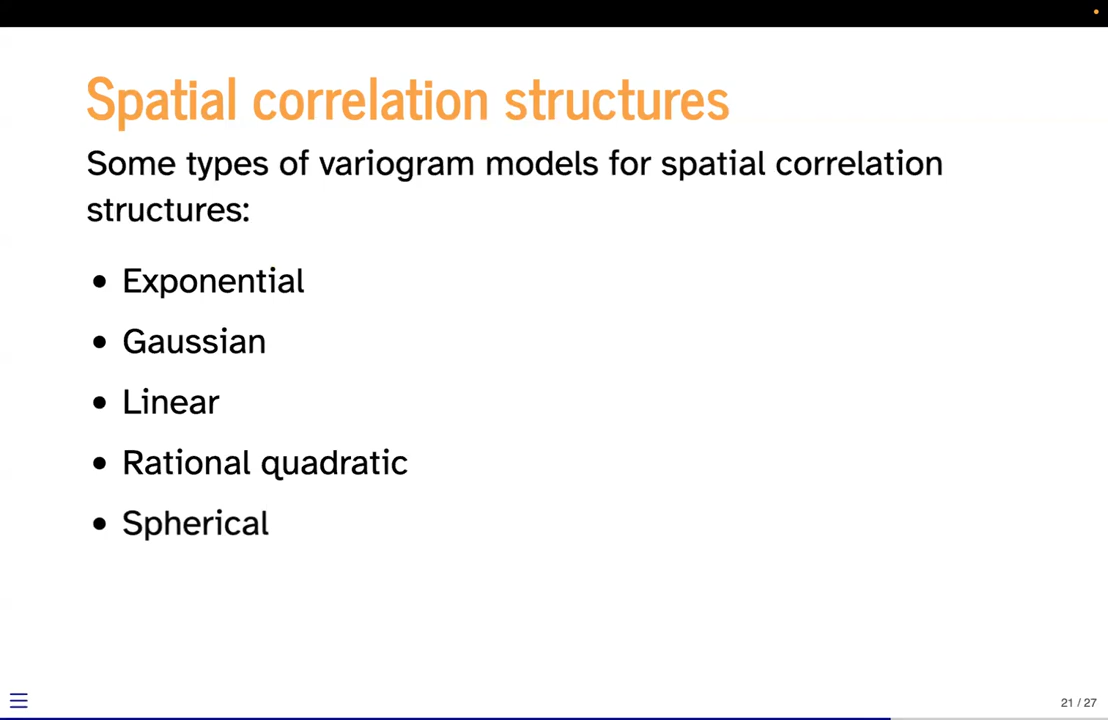 Spatial correlation structures
Some types of variogram models for spatial correlation
structures:
• Exponential
• Gaussian
• Linear
• Rational quadratic
• Spherical
21 / 27